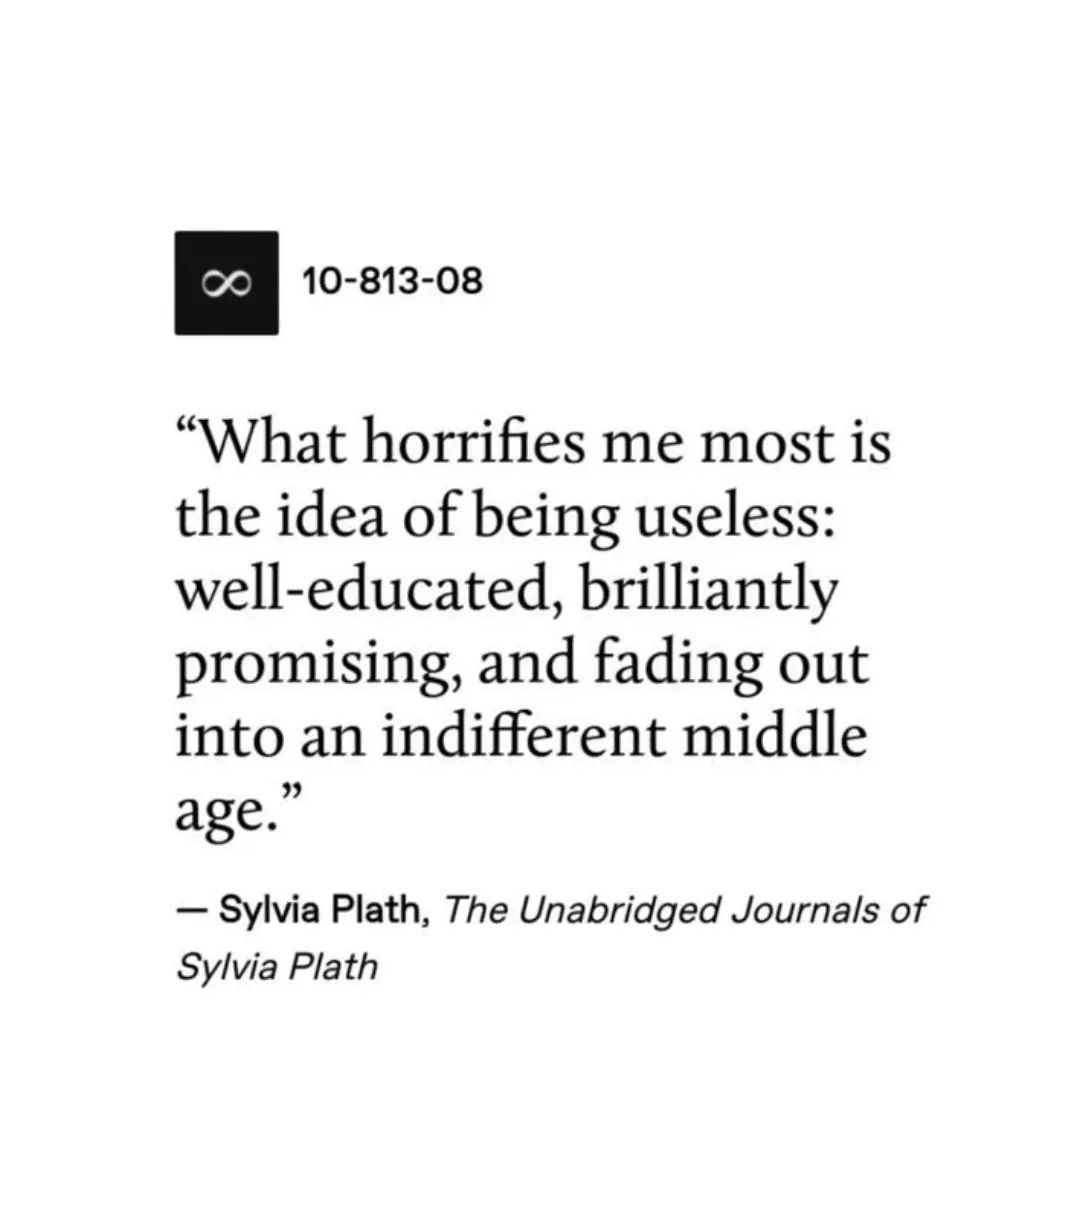 ∞ 10-813-08
“What horrifies me most is
the idea of being useless:
well-educated, brilliantly
promising, and fading out
into an indifferent middle
age.”
— Sylvia Plath, The Unabridged Journals of
Sylvia Plath